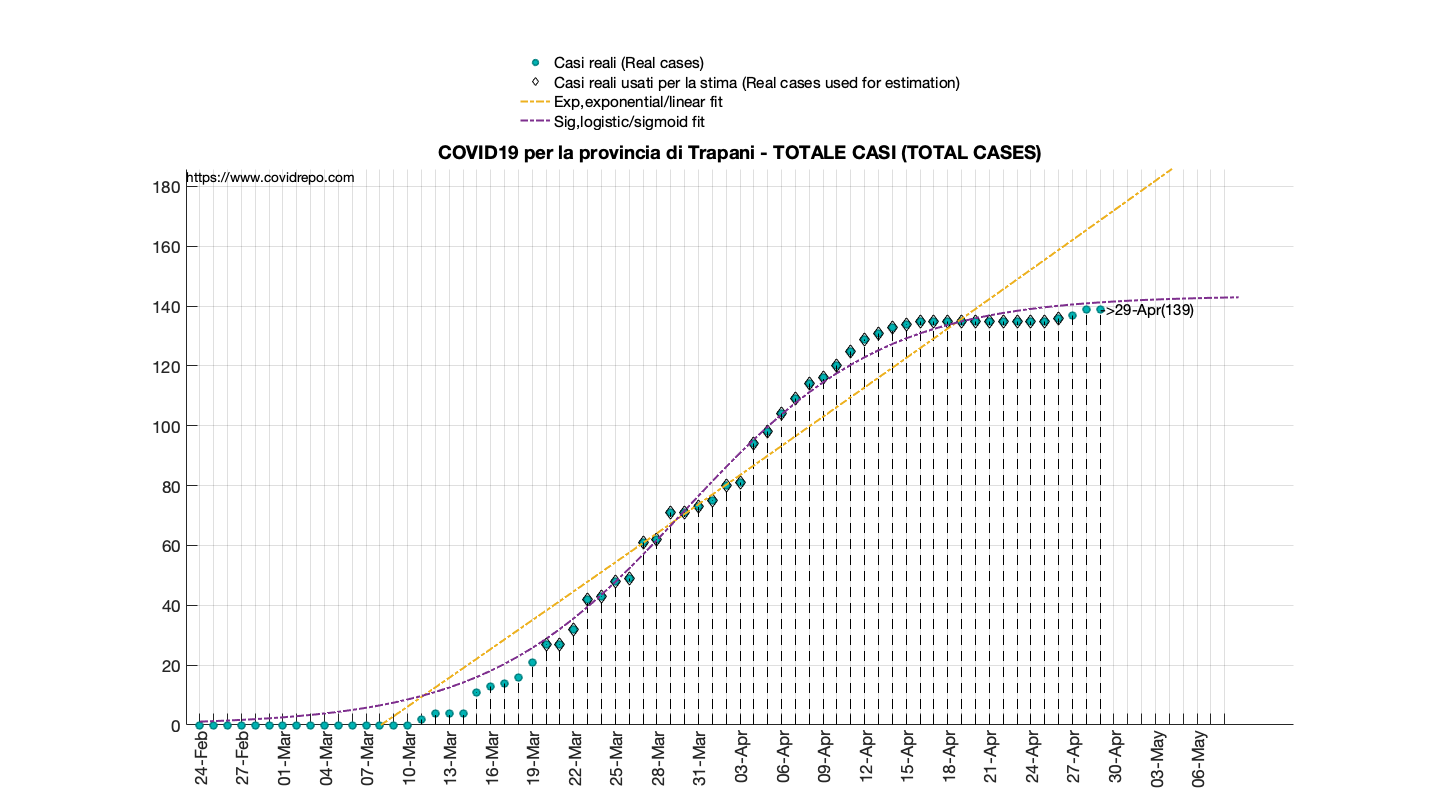 Casi reali (Real cases)
Casi reali usati per la stima (Real cases used for estimation)
Exp,exponential/linear fit
Sig,logistic/sigmoid fit
COVID19 per la provincia di Trapani - TOTALE CASI (TOTAL CASES)
https://www.covidrepo.com
180
160
140
120
100
80
60
40
20
0
->29-Apr(139)
24-Feb
27-Feb
01-Mar
04-Mar
07-Mar
10-Mar
13-Mar
16-Mar
19-Mar
22-Mar
25-Mar
28-Mar
31-Mar
03-Apr
06-Apr
09-Apr
12-Apr
15-Apr
18-Apr
21-Apr
24-Apr
27-Apr
30-Apr
03-May
06-May